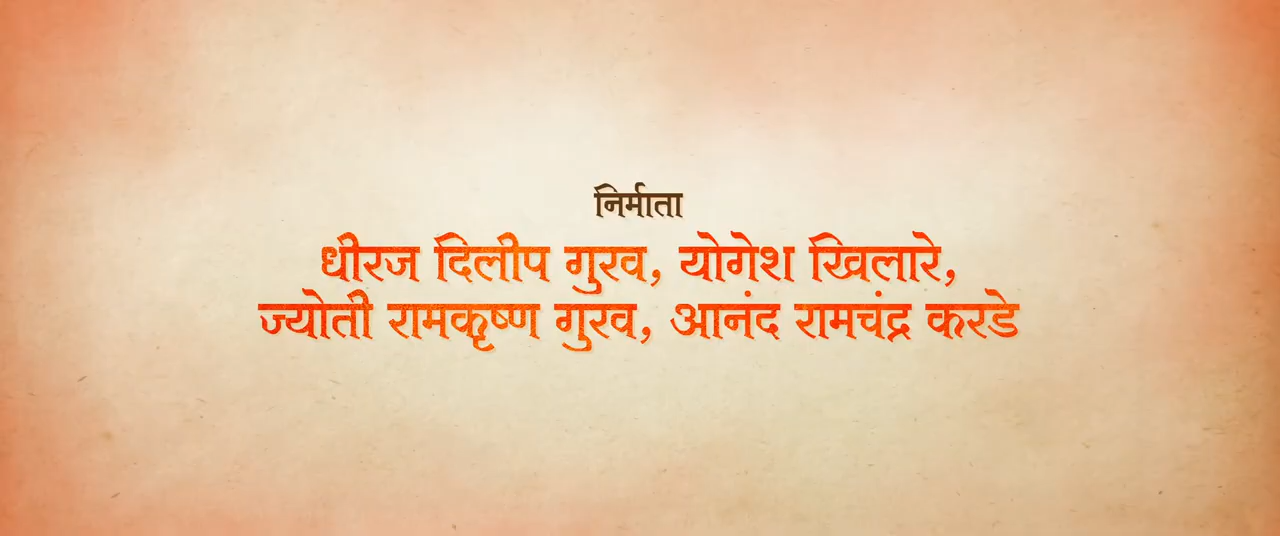 निर्माता
धीरज दिलीप गुरव, योगेश खिलारे,
ज्योती रामकृष्ण गुरव, आनंद रामचंद्र करडे